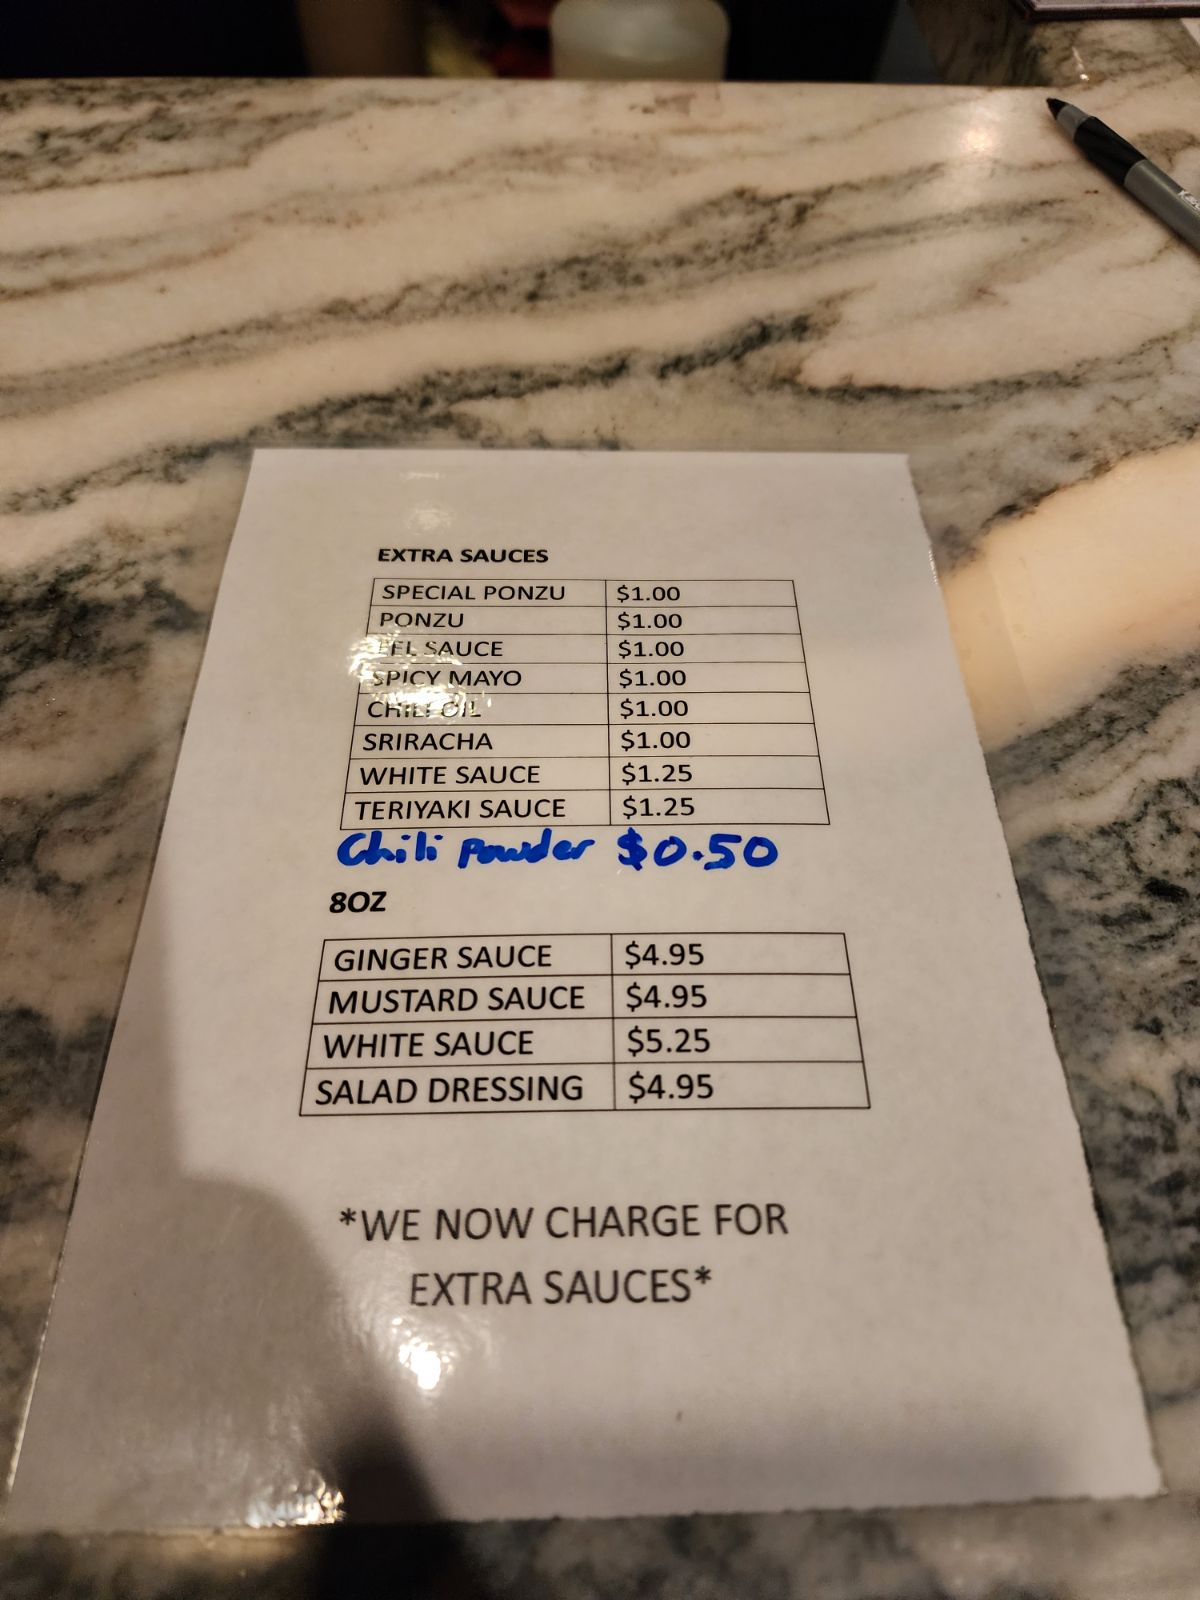 EXTRA SAUCES
SPECIAL PONZU $1.00
PONZU $1.00
EEL SAUCE $1.00
SPICY MAYO $1.00
CHILI OIL $1.00
SRIRACHA $1.00
WHITE SAUCE $1.25
TERIYAKI SAUCE $1.25
Chili Powder $0.50
8OZ
GINGER SAUCE $4.95
MUSTARD SAUCE $4.95
WHITE SAUCE $5.25
SALAD DRESSING $4.95
*WE NOW CHARGE FOR
EXTRA SAUCES*